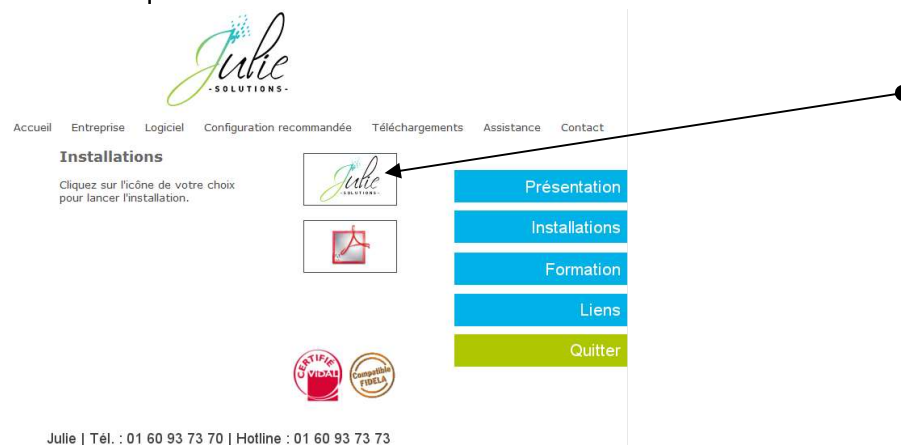 Julie
-SOLUTIONS-
Accueil Entreprise Logiciel Configuration recommandée Téléchargements Assistance Contact
Installations
Cliquez sur l'icône de votre choix
pour lancer l'installation.
Julie
-SOLUTIONS-
Présentation
Installations
Formation
Liens
Quitter
CERTIFIÉ
VIDAL
Compatible
FIDELA
Julie | Tél. : 01 60 93 73 70 | Hotline : 01 60 93 73 73